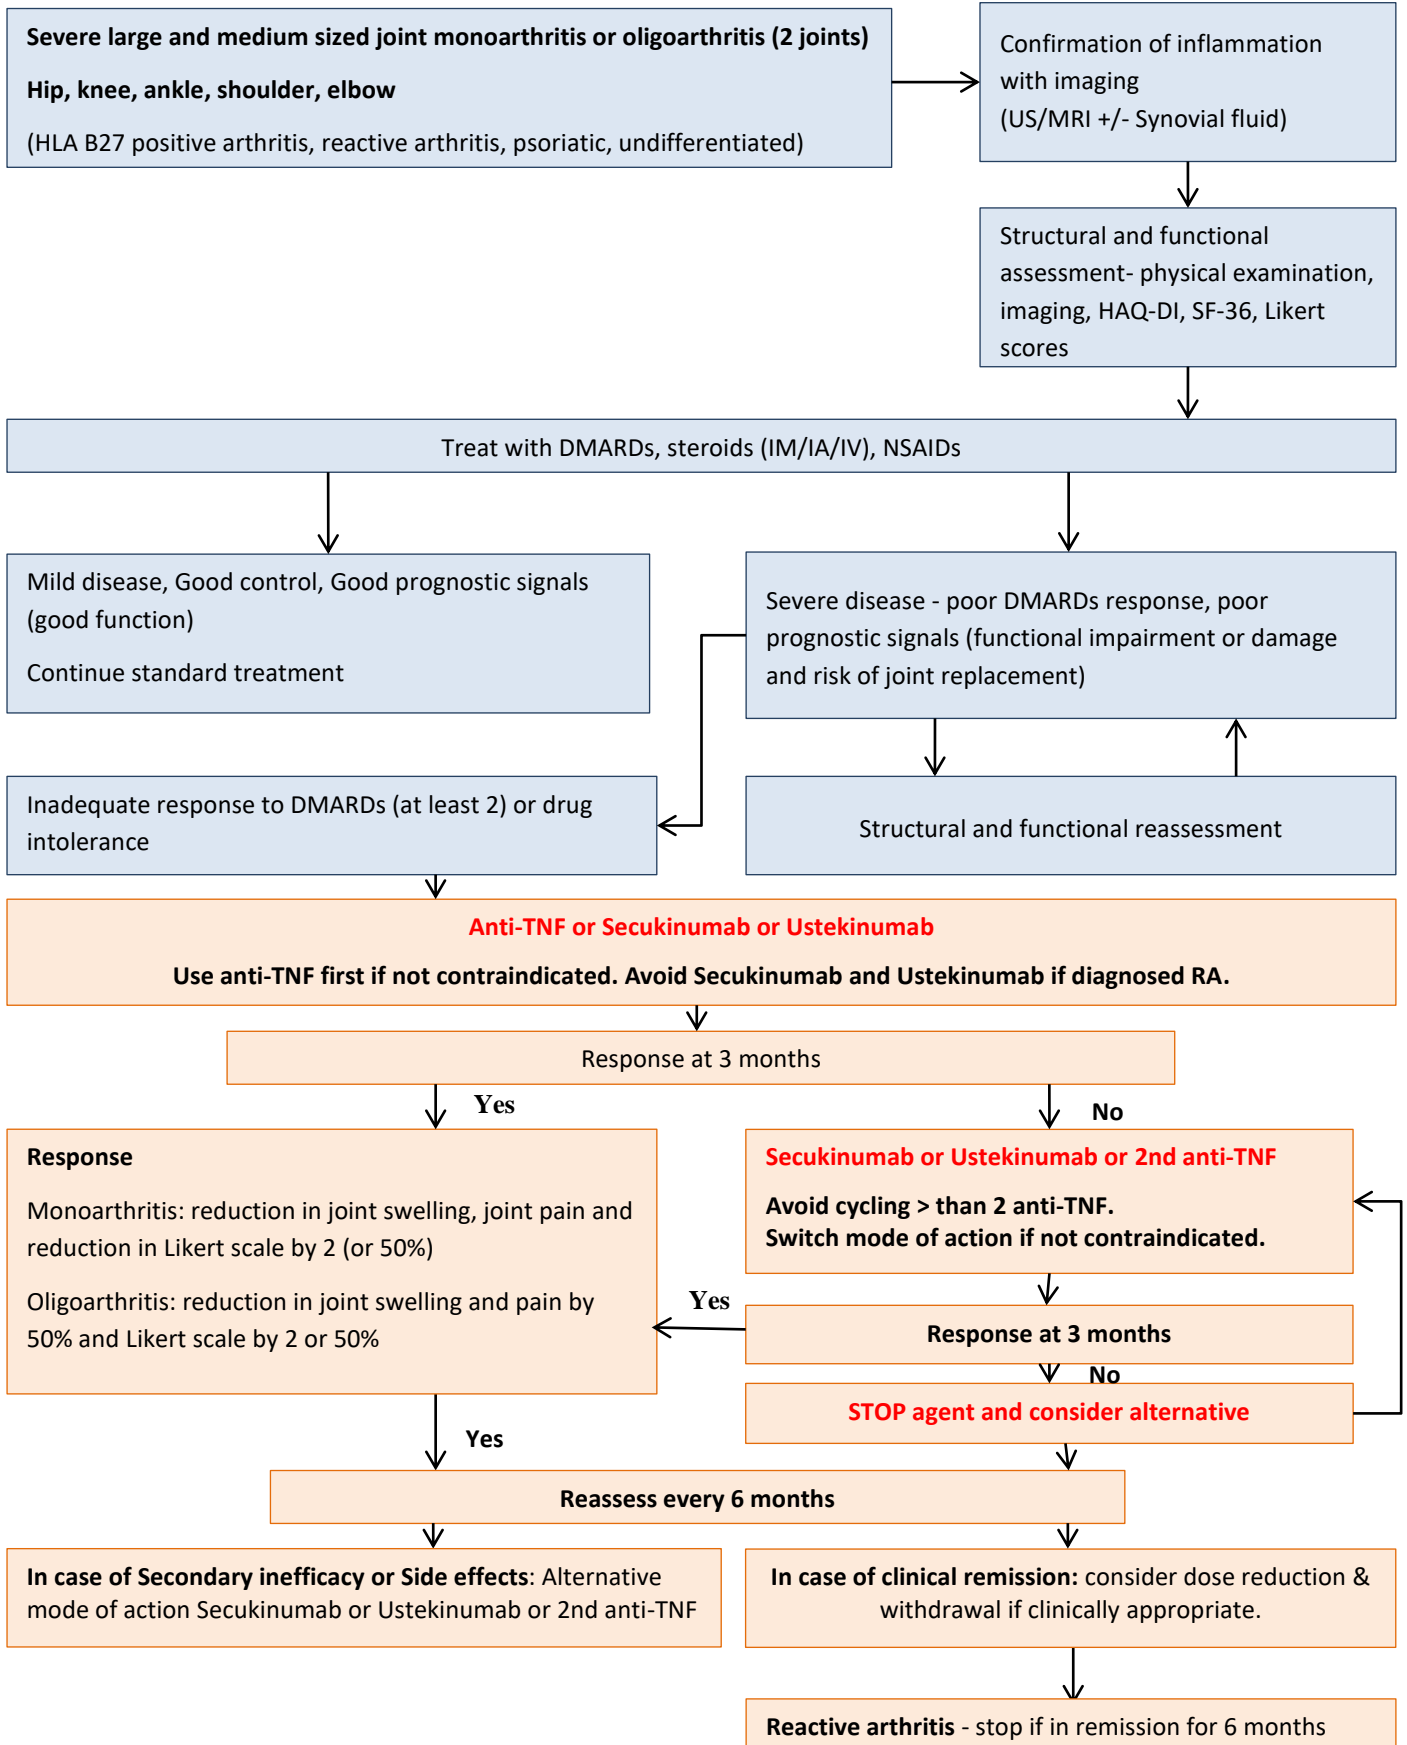 Severe large and medium sized joint monoarthritis or oligoarthritis (2 joints)
Hip, knee, ankle, shoulder, elbow
(HLA B27 positive arthritis, reactive arthritis, psoriatic, undifferentiated)
Confirmation of inflammation
with imaging
(US/MRI +/- Synovial fluid)
Structural and functional
assessment- physical examination,
imaging, HAQ-DI, SF-36, Likert
scores
Treat with DMARDs, steroids (IM/IA/IV), NSAIDs
Mild disease, Good control, Good prognostic signals
(good function)
Continue standard treatment
Severe disease - poor DMARDs response, poor
prognostic signals (functional impairment or damage
and risk of joint replacement)
Inadequate response to DMARDs (at least 2) or drug
intolerance
Structural and functional reassessment
Anti-TNF or Secukinumab or Ustekinumab
Use anti-TNF first if not contraindicated. Avoid Secukinumab and Ustekinumab if diagnosed RA.
Response at 3 months
Yes
No
Response
Monoarthritis: reduction in joint swelling, joint pain and
reduction in Likert scale by 2 (or 50%)
Oligoarthritis: reduction in joint swelling and pain by
50% and Likert scale by 2 or 50%
Secukinumab or Ustekinumab or 2nd anti-TNF
Avoid cycling > than 2 anti-TNF.
Switch mode of action if not contraindicated.
Yes
Response at 3 months
No
STOP agent and consider alternative
Yes
Reassess every 6 months
In case of Secondary inefficacy or Side effects: Alternative
mode of action Secukinumab or Ustekinumab or 2nd anti-TNF
In case of clinical remission: consider dose reduction &
withdrawal if clinically appropriate.
Reactive arthritis - stop if in remission for 6 months